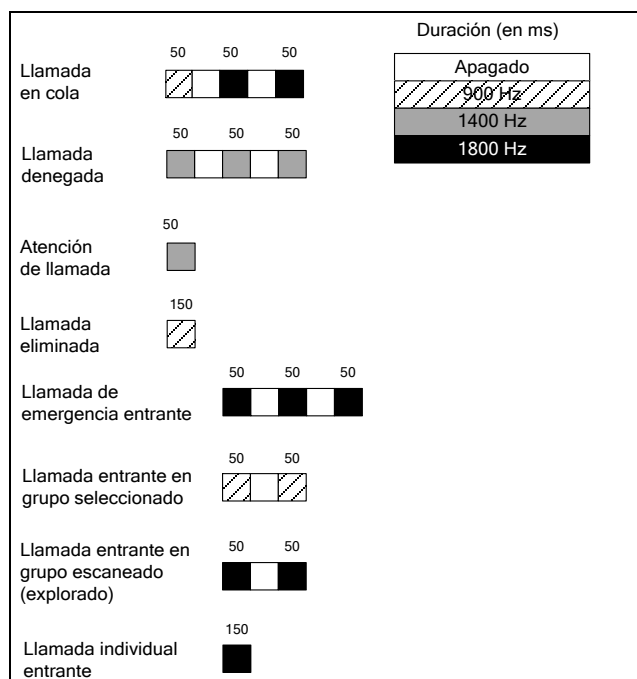 Duración (en ms)
Apagado
900 Hz
1400 Hz
1800 Hz
50 50 50
Llamada
en cola
50 50 50
Llamada
denegada
50
Atención
de llamada
150
Llamada
eliminada
50 50 50
Llamada de
emergencia entrante
50 50
Llamada entrante en
grupo seleccionado
50 50
Llamada entrante en
grupo escaneado
(explorado)
150
Llamada individual
entrante